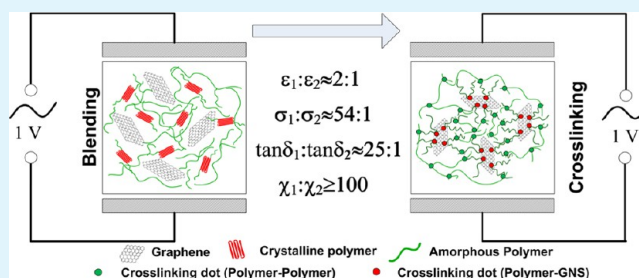 1 V
Blending
ε₁:ε₂≈2:1
σ₁:σ₂≈54:1
tanδ₁:tanδ₂≈25:1
χ₁:χ₂≥100
Crosslinking
1 V
Graphene Crystalline polymer Amorphous Polymer
Crosslinking dot (Polymer-Polymer) Crosslinking dot (Polymer-GNS)